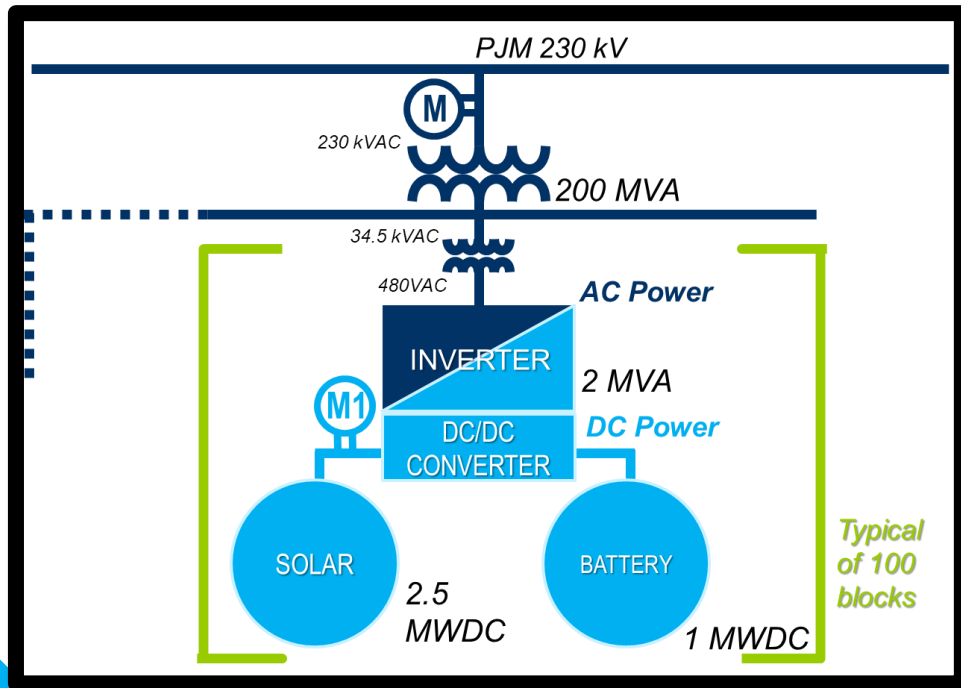 PJM 230 kV
M
230 kVAC
200 MVA
34.5 kVAC
480VAC
AC Power
INVERTER
2 MVA
M1
DC Power
DC/DC
CONVERTER
SOLAR
BATTERY
2.5
MWDC
1 MWDC
Typical
of 100
blocks